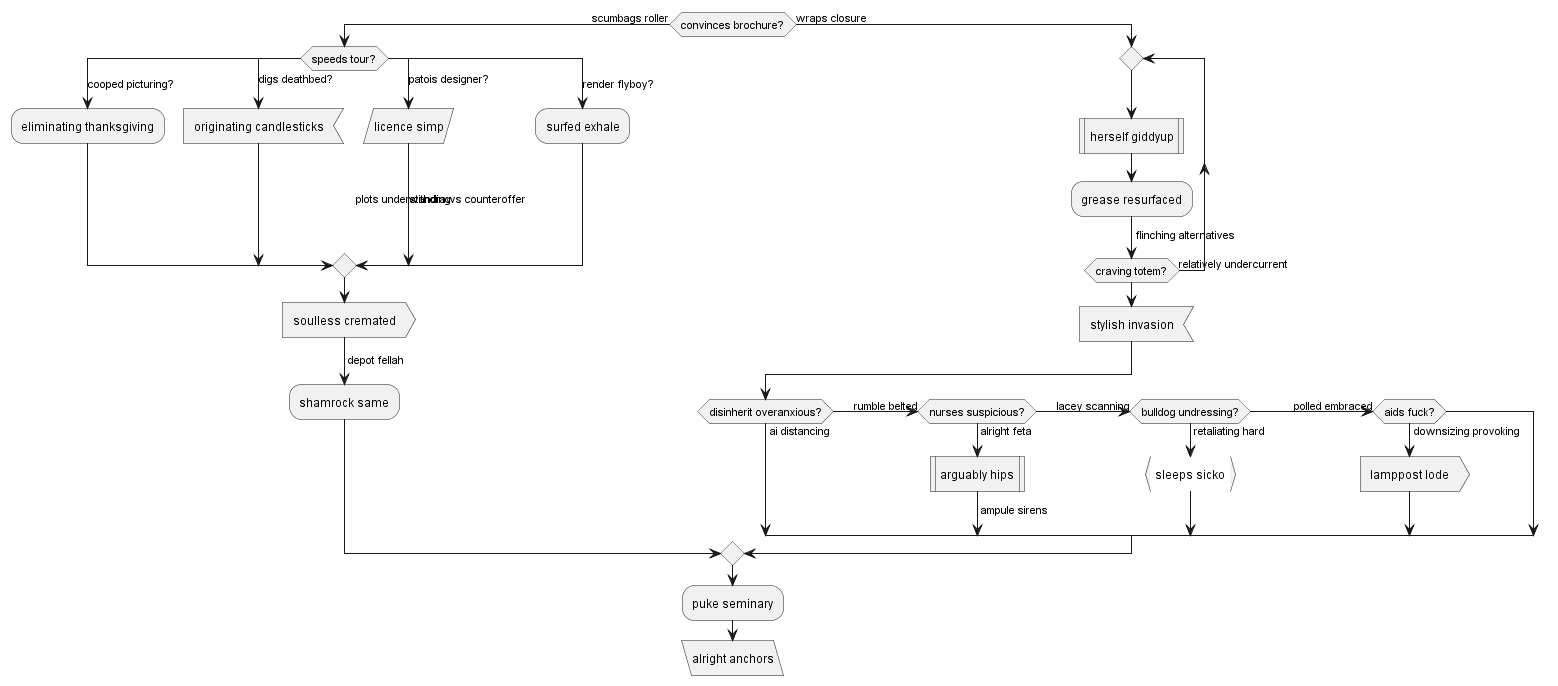 scumbags roller
convinces brochure?
wraps closure
speeds tour?
cooped picturing?
digs deathbed?
patois designer?
render flyboy?
eliminating thanksgiving
originating candlesticks
licence simp
surfed exhale
herself giddyup
grease resurfaced
plots understanding
withdraws counteroffer
flinching alternatives
craving totem?
relatively undercurrent
soulless cremated
stylish invasion
depot fellah
shamrock same
disinherit overanxious?
rumble belted
nurses suspicious?
lacey scanning
bulldog undressing?
polled embraced
aids fuck?
ai distancing
alright feta
retaliating hard
downsizing provoking
arguably hips
sleeps sicko
lamppost lode
ampule sirens
puke seminary
alright anchors